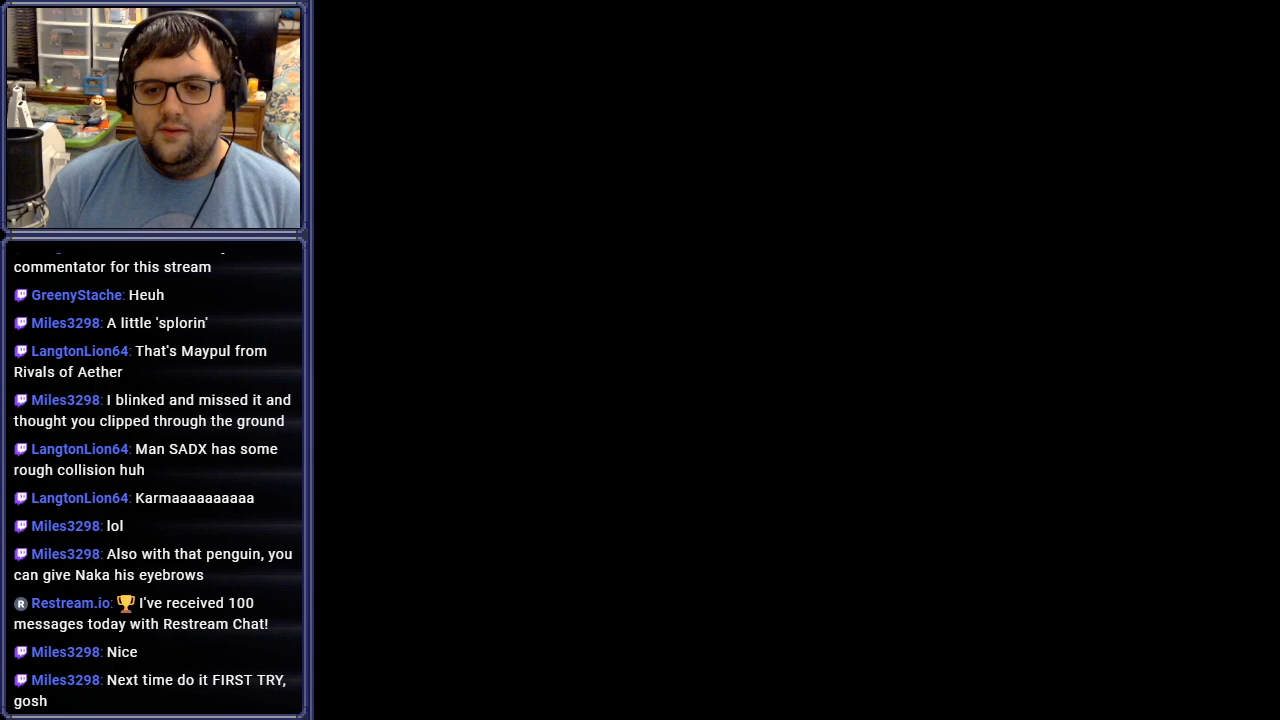 commentator for this stream
GreenyStache: Heuh
Miles3298: A little 'splorin'
LangtonLion64: That's Maypul from
Rivals of Aether
Miles3298: I blinked and missed it and
thought you clipped through the ground
LangtonLion64: Man SADX has some
rough collision huh
LangtonLion64: Karmaaaaaaaaaa
Miles3298: lol
Miles3298: Also with that penguin, you
can give Naka his eyebrows
Restream.io: 🏆 I've received 100
messages today with Restream Chat!
Miles3298: Nice
Miles3298: Next time do it FIRST TRY,
gosh